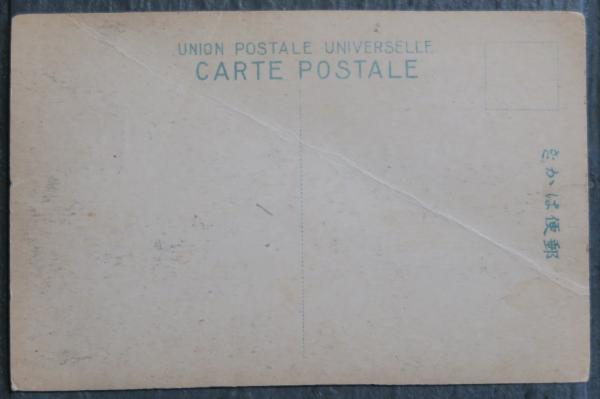 UNION POSTALE UNIVERSELLE
CARTE POSTALE
郵便はかき